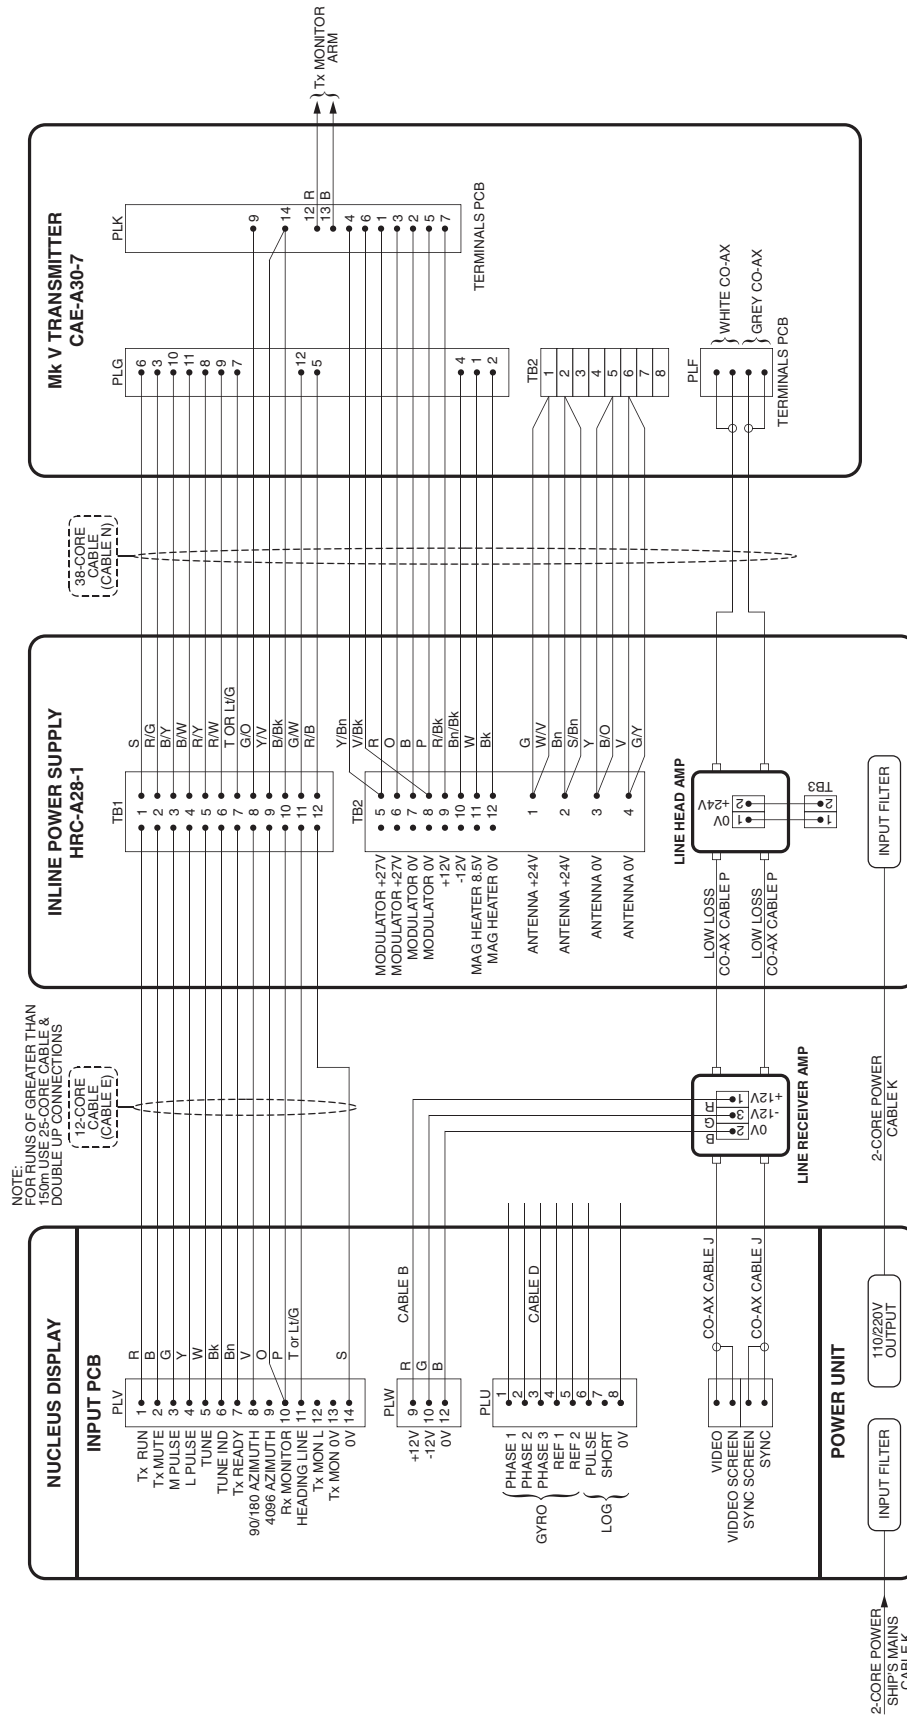 NOTE:
FOR RUNS OF GREATER THAN
150m USE 25-CORE CABLE &
DOUBLE UP CONNECTIONS
NUCLEUS DISPLAY
INPUT PCB
PLV
Tx RUN 1 R
Tx MUTE 2 B
M PULSE 3 G
L PULSE 4 Y
TUNE 5 W
TUNE IND 6 Bk
Tx READY 7 Bn
90/180 AZIMUTH 8 V
4096 AZIMUTH 9 O
Rx MONITOR 10 P
HEADING LINE 11 T or Lt/G
Tx MON L 12
Tx MON 0V 13
0V 14 S
PLW
+12V 9 R
-12V 10 G
0V 12 B
CABLE B
PLU
PHASE 1 1
PHASE 2 2
PHASE 3 3
REF 1 4
REF 2 5
PULSE 6
SHORT 7
0V 8
GYRO
LOG
CABLE D
VIDEO
VIDDEO SCREEN
SYNC SCREEN
SYNC
CO-AX CABLE J
CO-AX CABLE J
POWER UNIT
INPUT FILTER
110/220V
OUTPUT
2-CORE POWER
SHIP'S MAINS
CABLE K
12-CORE
CABLE
(CABLE E)
B G R
2 3 1
0V -12V +12V
LINE RECEIVER AMP
2-CORE POWER
CABLE K
INLINE POWER SUPPLY
HRC-A28-1
TB1
1 S
2 R/G
3 B/Y
4 B/W
5 R/Y
6 R/W
7 T OR Lt/G
8 G/O
9 Y/V
10 B/Bk
11 G/W
12 R/B
TB2
MODULATOR +27V 5 Y/Bn
MODULATOR +27V 6 V/Bk
MODULATOR 0V 7 R
MODULATOR 0V 8 O
+12V 9 B
-12V 10 P
MAG HEATER 8.5V 11 R/Bk
MAG HEATER 0V 12 Bn/Bk
W
Bk
ANTENNA +24V 1 G
W/V
ANTENNA +24V 2 Bn
S/Bn
ANTENNA 0V 3 Y
B/O
ANTENNA 0V 4 V
G/Y
LINE HEAD AMP
0V +24V
1 2
1 2
TB3
LOW LOSS
CO-AX CABLE P
LOW LOSS
CO-AX CABLE P
INPUT FILTER
38-CORE
CABLE
(CABLE N)
Mk V TRANSMITTER
CAE-A30-7
PLG
6
3
10
11
8
9
7
12
5
4
1
2
PLK
9
14
12 R
13 B
4
6
1
3
2
5
7
TERMINALS PCB
Tx MONITOR
ARM
TB2
1
2
3
4
5
6
7
8
PLF
WHITE CO-AX
GREY CO-AX
TERMINALS PCB